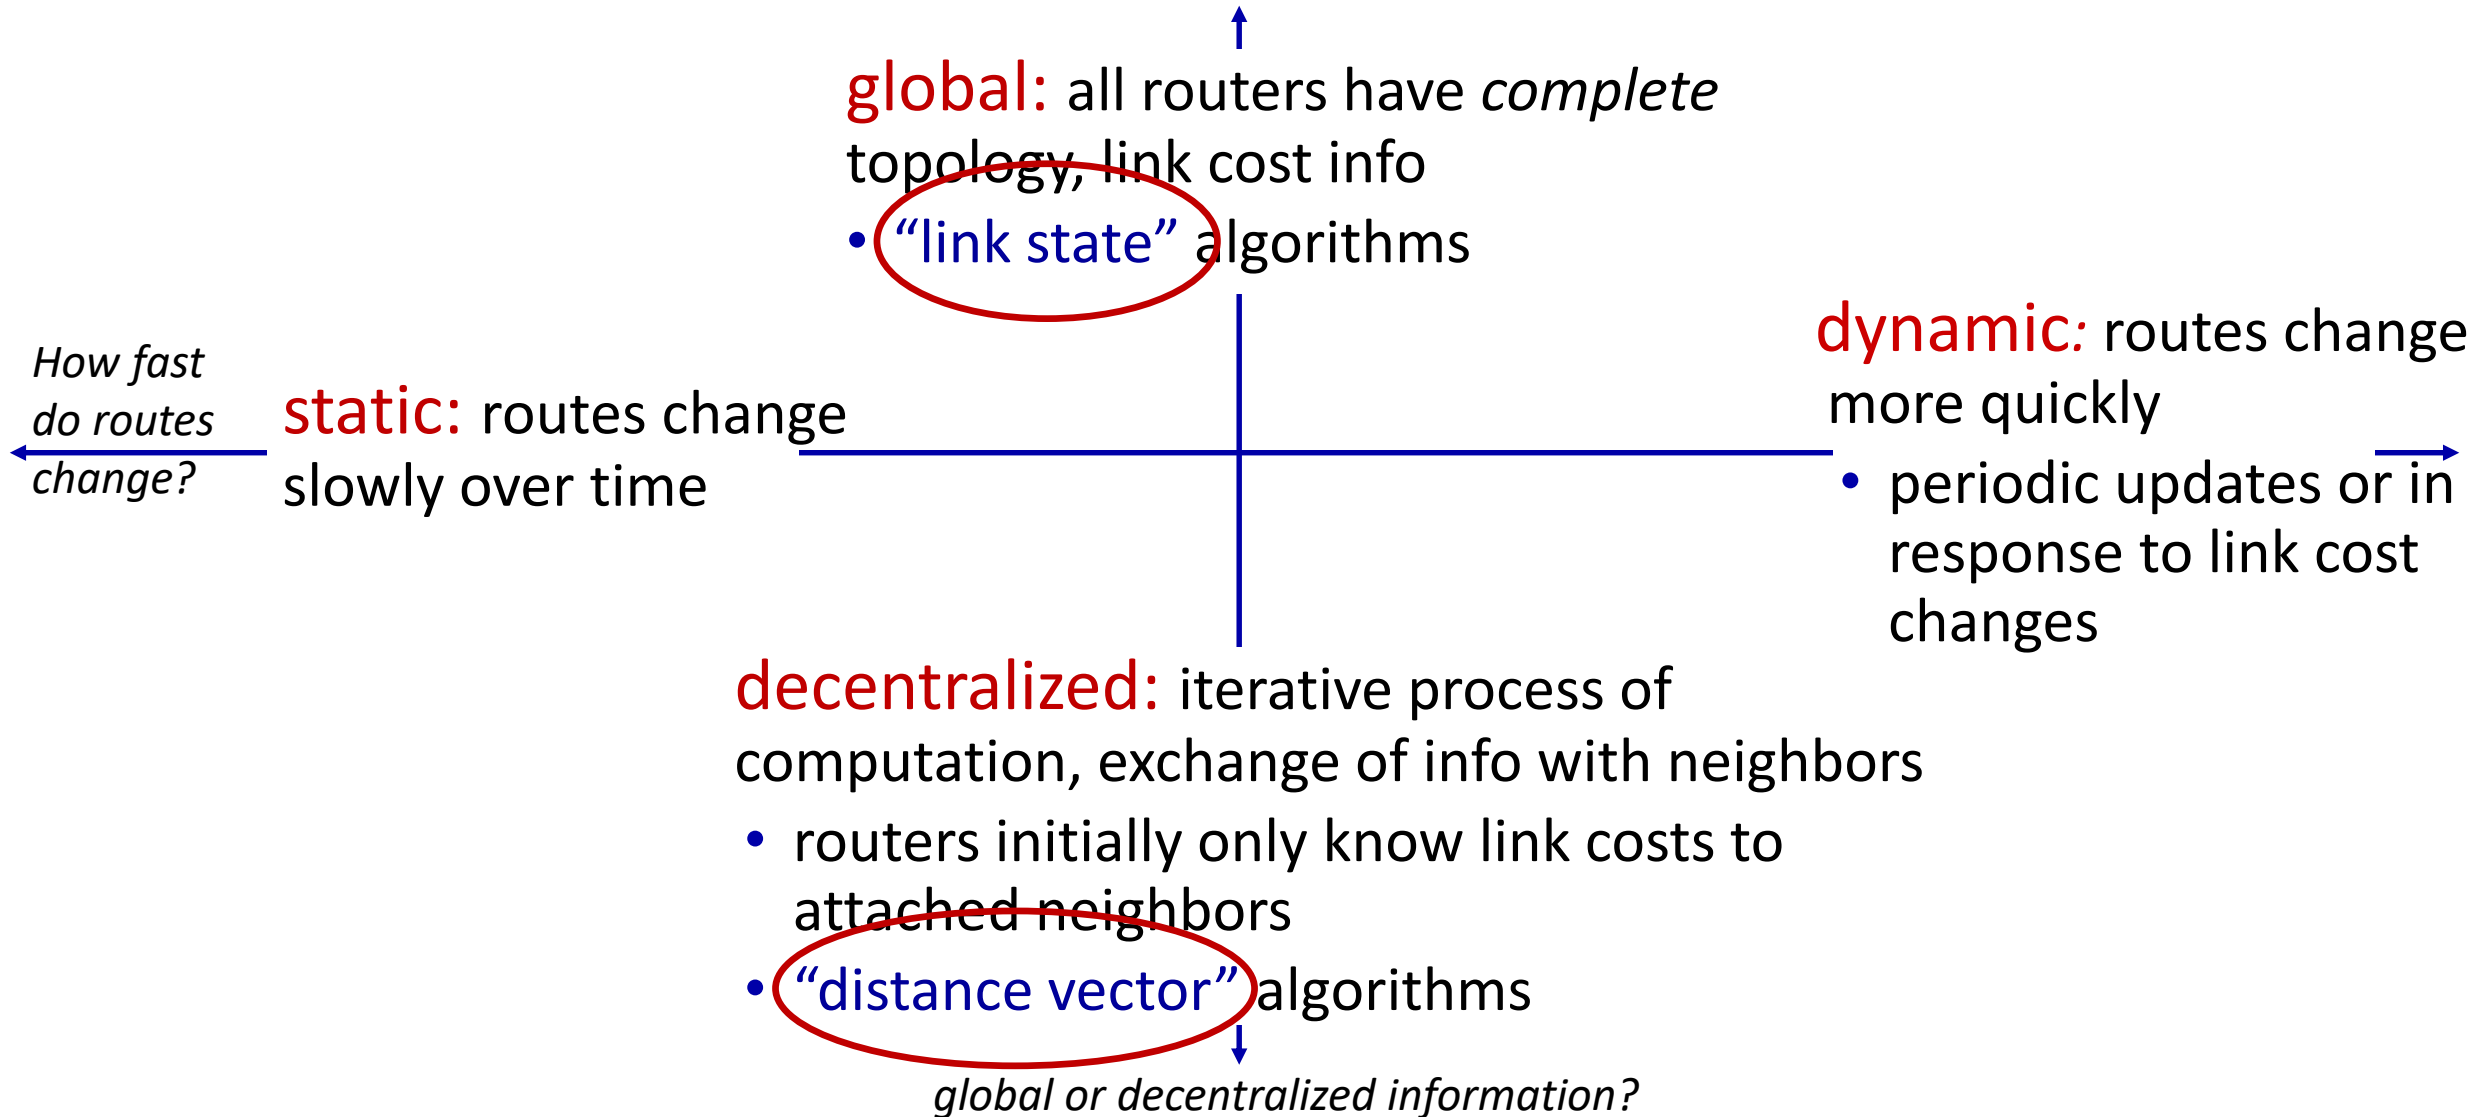 global: all routers have complete
topology, link cost info
• “link state” algorithms
How fast
do routes
change?
static: routes change
slowly over time
dynamic: routes change
more quickly
• periodic updates or in
response to link cost
changes
decentralized: iterative process of
computation, exchange of info with neighbors
• routers initially only know link costs to
attached neighbors
• “distance vector” algorithms
global or decentralized information?